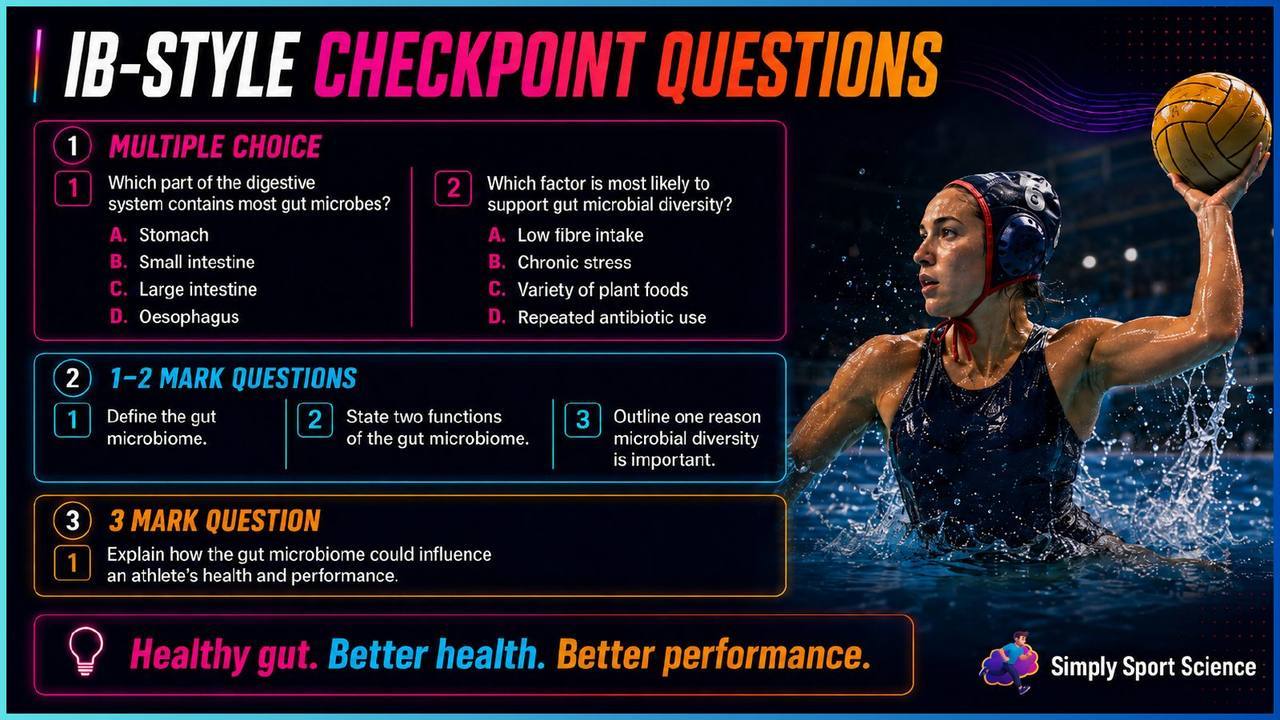 IB-STYLE CHECKPOINT QUESTIONS
1 MULTIPLE CHOICE
1 Which part of the digestive
system contains most gut microbes?
A. Stomach
B. Small intestine
C. Large intestine
D. Oesophagus
2 Which factor is most likely to
support gut microbial diversity?
A. Low fibre intake
B. Chronic stress
C. Variety of plant foods
D. Repeated antibiotic use
2 1–2 MARK QUESTIONS
1 Define the gut
microbiome.
2 State two functions
of the gut microbiome.
3 Outline one reason
microbial diversity
is important.
3 3 MARK QUESTION
1 Explain how the gut microbiome could influence
an athlete's health and performance.
Healthy gut. Better health. Better performance.
6
Simply Sport Science